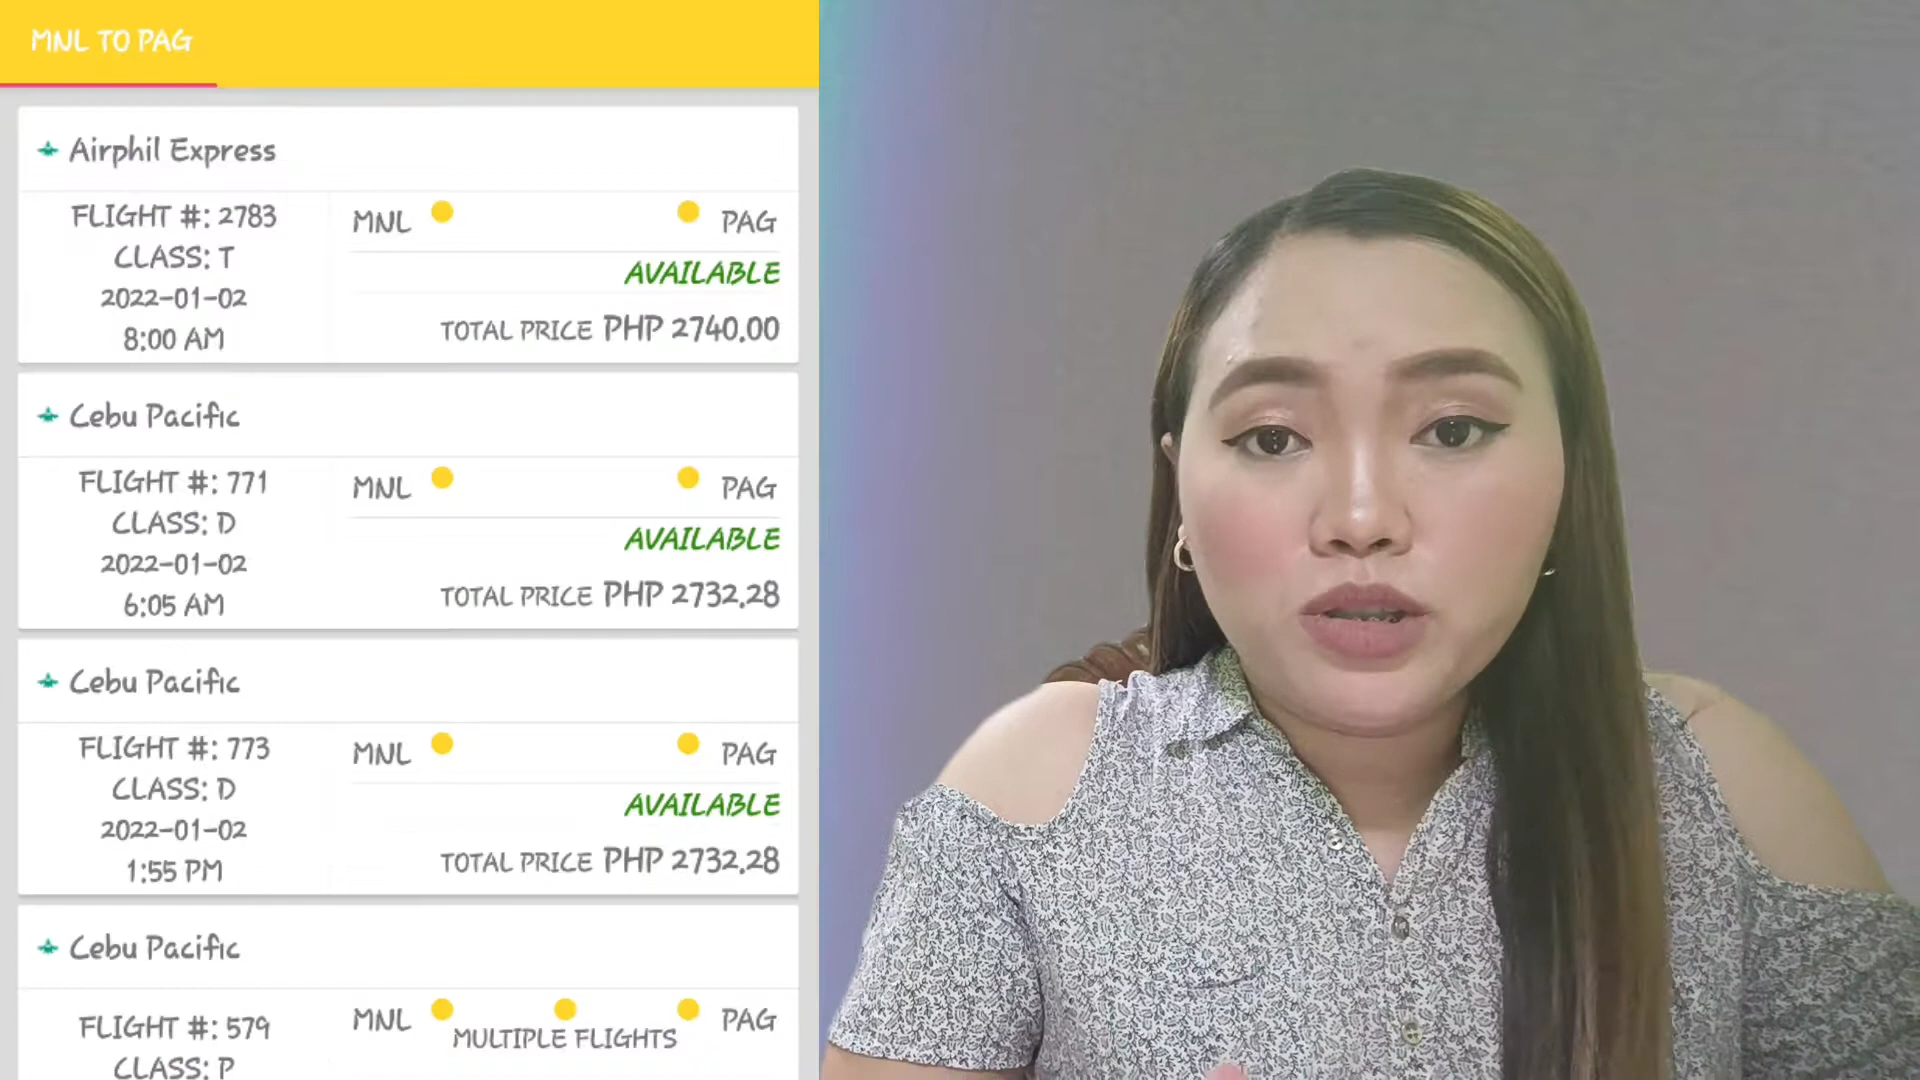 MNL TO PAG
Airphil Express
FLIGHT #: 2783
CLASS: T
2022-01-02
8:00 AM
MNL PAG
AVAILABLE
TOTAL PRICE PHP 2740.00
Cebu Pacific
FLIGHT #: 771
CLASS: D
2022-01-02
6:05 AM
MNL PAG
AVAILABLE
TOTAL PRICE PHP 2732.28
Cebu Pacific
FLIGHT #: 773
CLASS: D
2022-01-02
1:55 PM
MNL PAG
AVAILABLE
TOTAL PRICE PHP 2732.28
Cebu Pacific
FLIGHT #: 579
CLASS: P
MNL PAG
MULTIPLE FLIGHTS